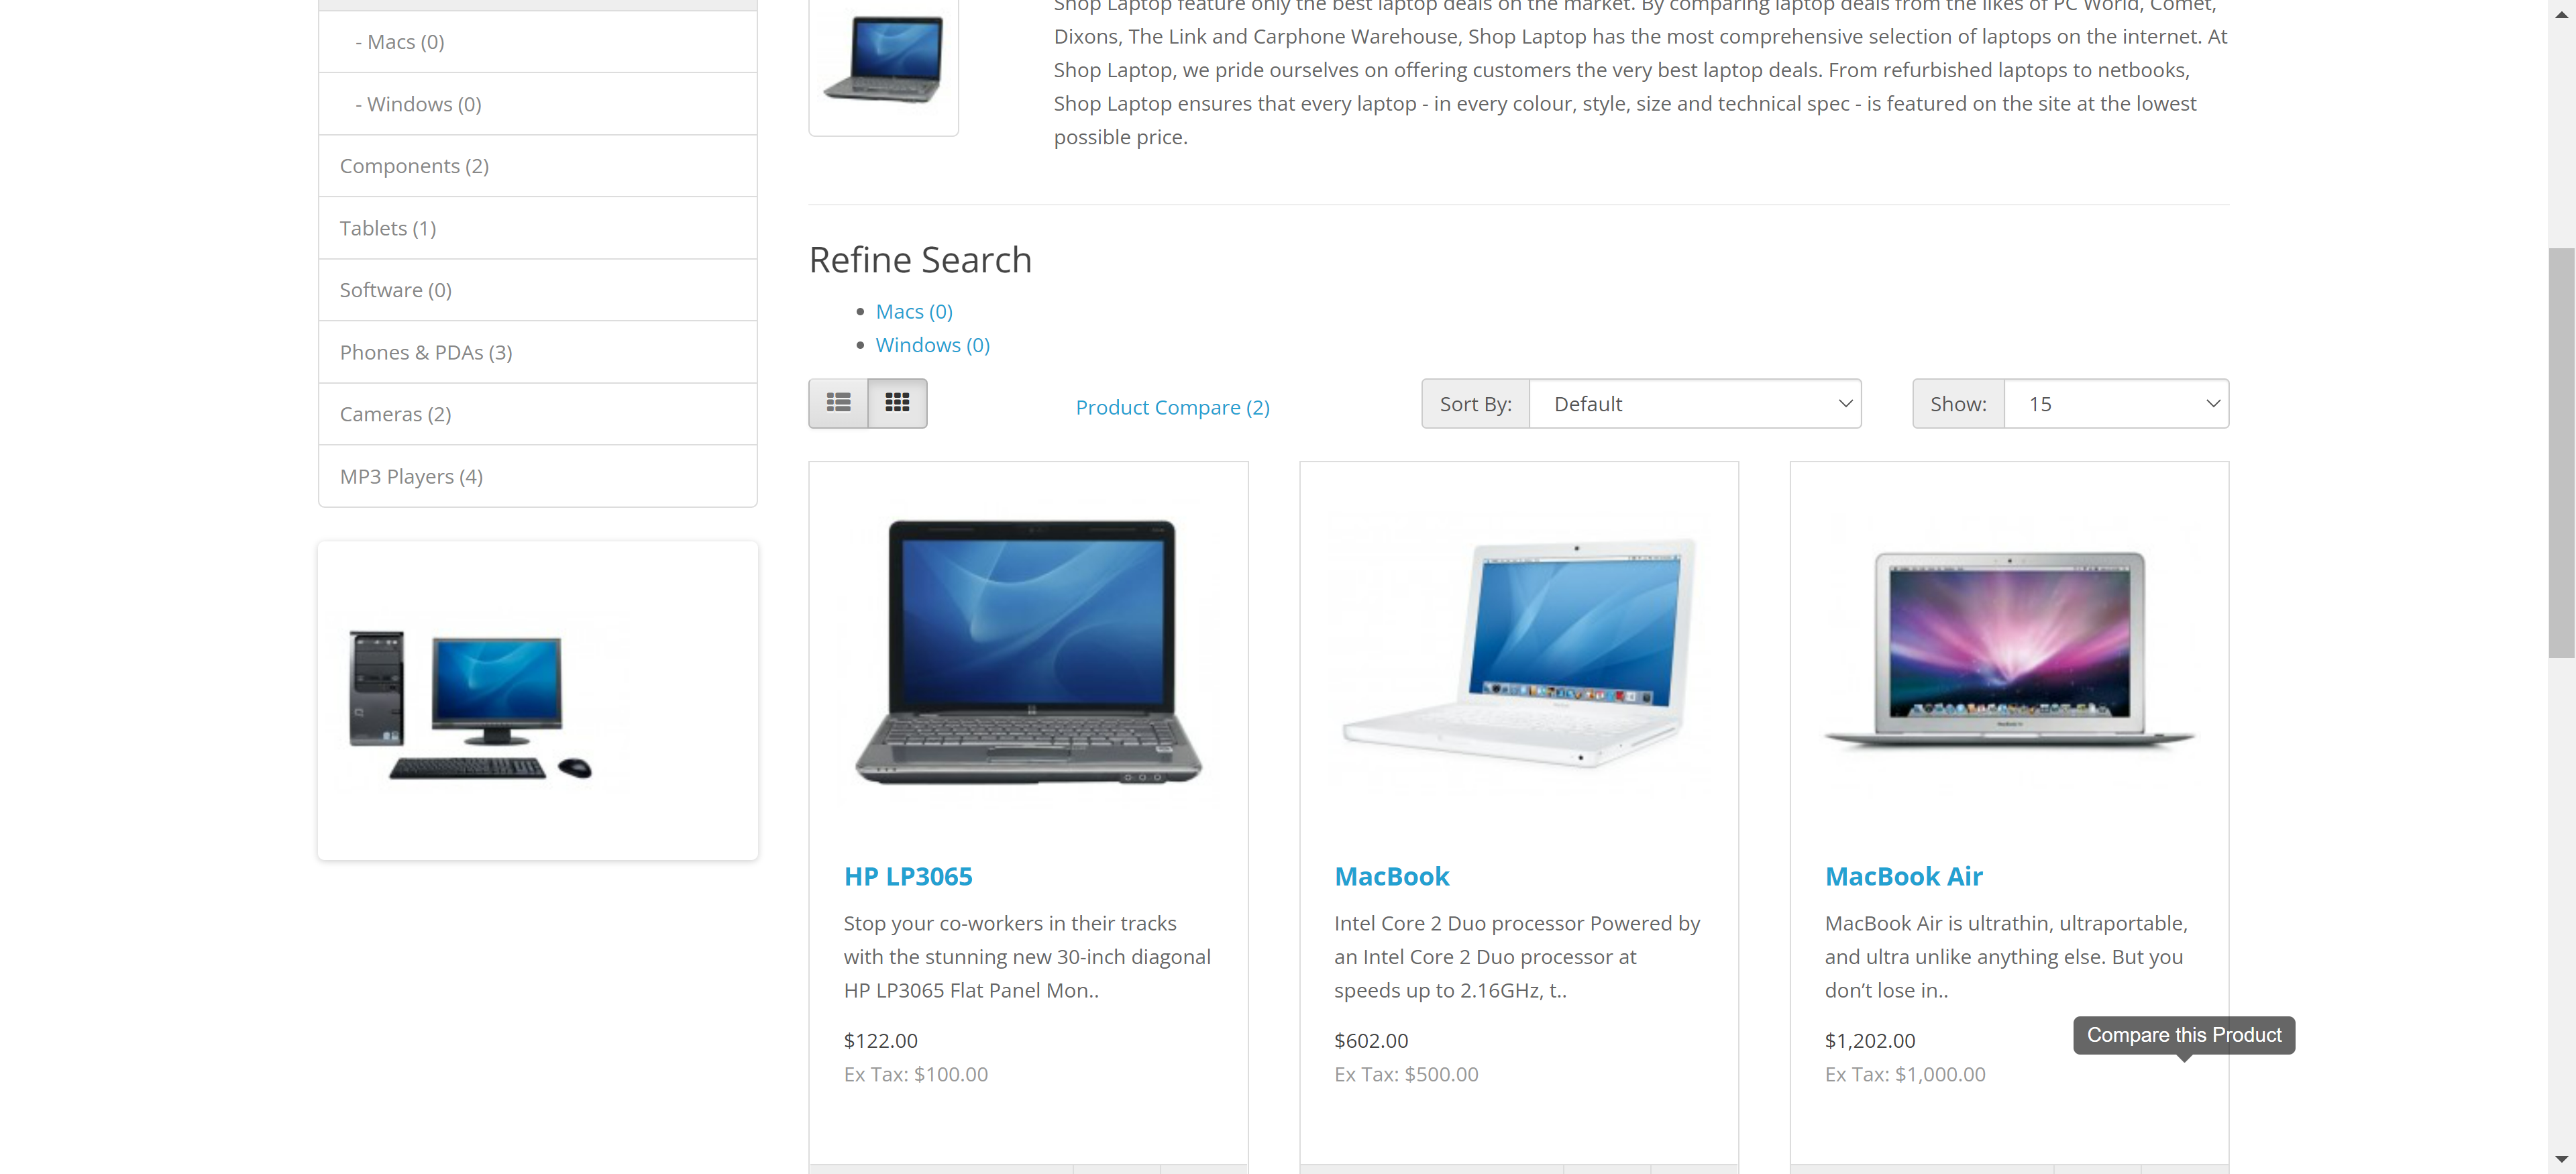 - Macs (0)
- Windows (0)
Components (2)
Tablets (1)
Software (0)
Phones & PDAs (3)
Cameras (2)
MP3 Players (4)
Shop Laptop feature only the best laptop deals on the market. By comparing laptop deals from the likes of PC World, Comet,
Dixons, The Link and Carphone Warehouse, Shop Laptop has the most comprehensive selection of laptops on the internet. At
Shop Laptop, we pride ourselves on offering customers the very best laptop deals. From refurbished laptops to netbooks,
Shop Laptop ensures that every laptop - in every colour, style, size and technical spec - is featured on the site at the lowest
possible price.
Refine Search
Macs (0)
Windows (0)
Product Compare (2)
Sort By: Default
Show: 15
HP LP3065
Stop your co-workers in their tracks
with the stunning new 30-inch diagonal
HP LP3065 Flat Panel Mon..
$122.00
Ex Tax: $100.00
MacBook
Intel Core 2 Duo processor Powered by
an Intel Core 2 Duo processor at
speeds up to 2.16GHz, t..
$602.00
Ex Tax: $500.00
MacBook Air
MacBook Air is ultrathin, ultraportable,
and ultra unlike anything else. But you
don’t lose in..
$1,202.00
Ex Tax: $1,000.00
Compare this Product